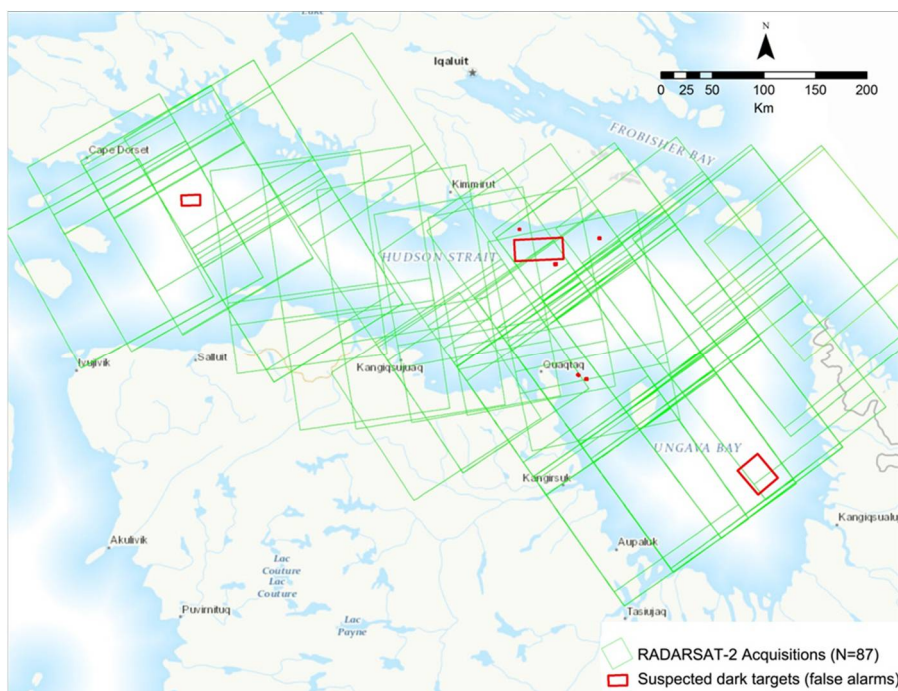 Lake
Iqaluit
N
0 25 50 100 150 200
Km
FROBISHER BAY
Cape Dorset
Kimmirut
HUDSON STRAIT
Ivujivik
Salluit
Kangiqsujuaq
Quaqtaq
UNGAVA BAY
Kangirsuk
Kangiqsualuj
Akulivik
Aupaluk
Lac
Couture
Lac
Couture
Puvirnituq
Lac
Payne
Tasiujaq
RADARSAT-2 Acquisitions (N=87)
Suspected dark targets (false alarms)